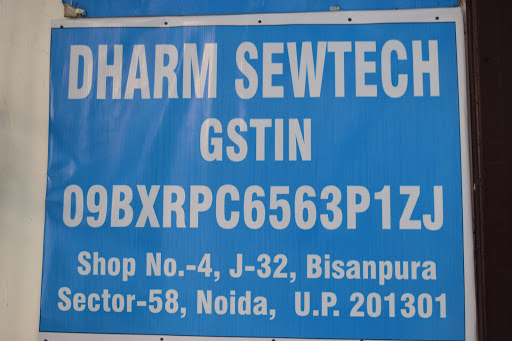 DHARM SEWTECH
GSTIN
09BXRPC6563P1ZJ
Shop No.-4, J-32, Bisanpura
Sector-58, Noida, U.P. 201301